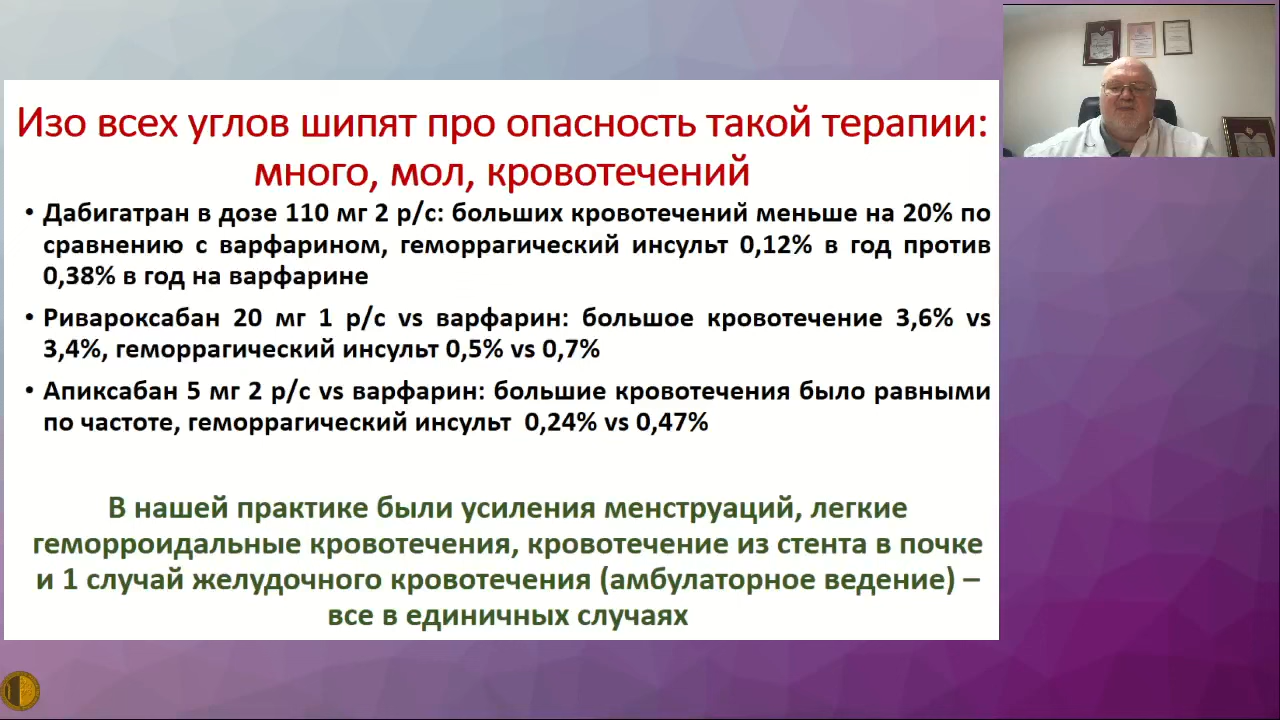 Изо всех углов шипят про опасность такой терапии:
много, мол, кровотечений
• Дабигатран в дозе 110 мг 2 р/с: больших кровотечений меньше на 20% по
сравнению с варфарином, геморрагический инсульт 0,12% в год против
0,38% в год на варфарине
• Ривароксабан 20 мг 1 р/с vs варфарин: большое кровотечение 3,6% vs
3,4%, геморрагический инсульт 0,5% vs 0,7%
• Апиксабан 5 мг 2 р/с vs варфарин: большие кровотечения было равными
по частоте, геморрагический инсульт 0,24% vs 0,47%
В нашей практике были усиления менструаций, легкие
геморроидальные кровотечения, кровотечение из стента в почке
и 1 случай желудочного кровотечения (амбулаторное ведение) –
все в единичных случаях